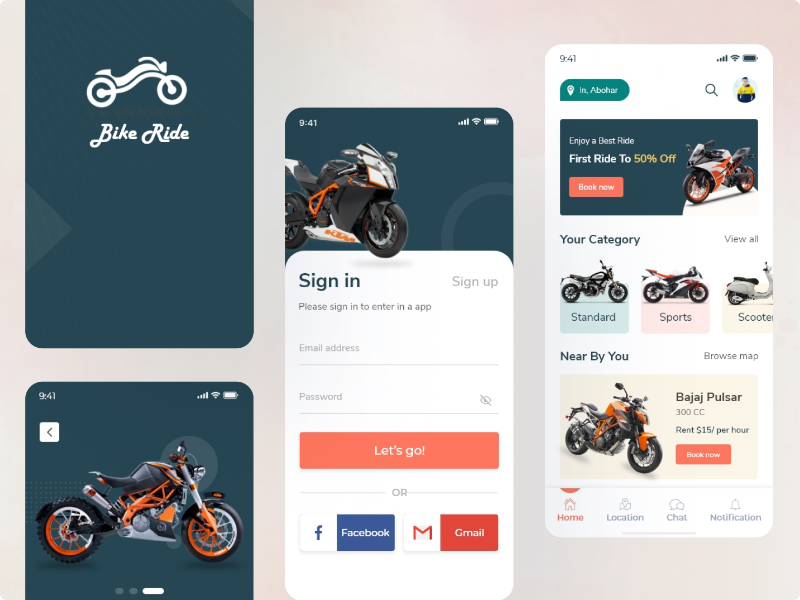 Bike Ride
9:41
9:41
KTM
Sign in
Sign up
Please sign in to enter in a app
Email address
Password
Let's go!
OR
Facebook
Gmail
9:41
In, Abohar
Enjoy a Best Ride
First Ride To 50% Off
Book now
Your Category
View all
Standard
Sports
Scooter
Near By You
Browse map
Bajaj Pulsar
300 CC
Rent $15/ per hour
Book now
Home
Location
Chat
Notification